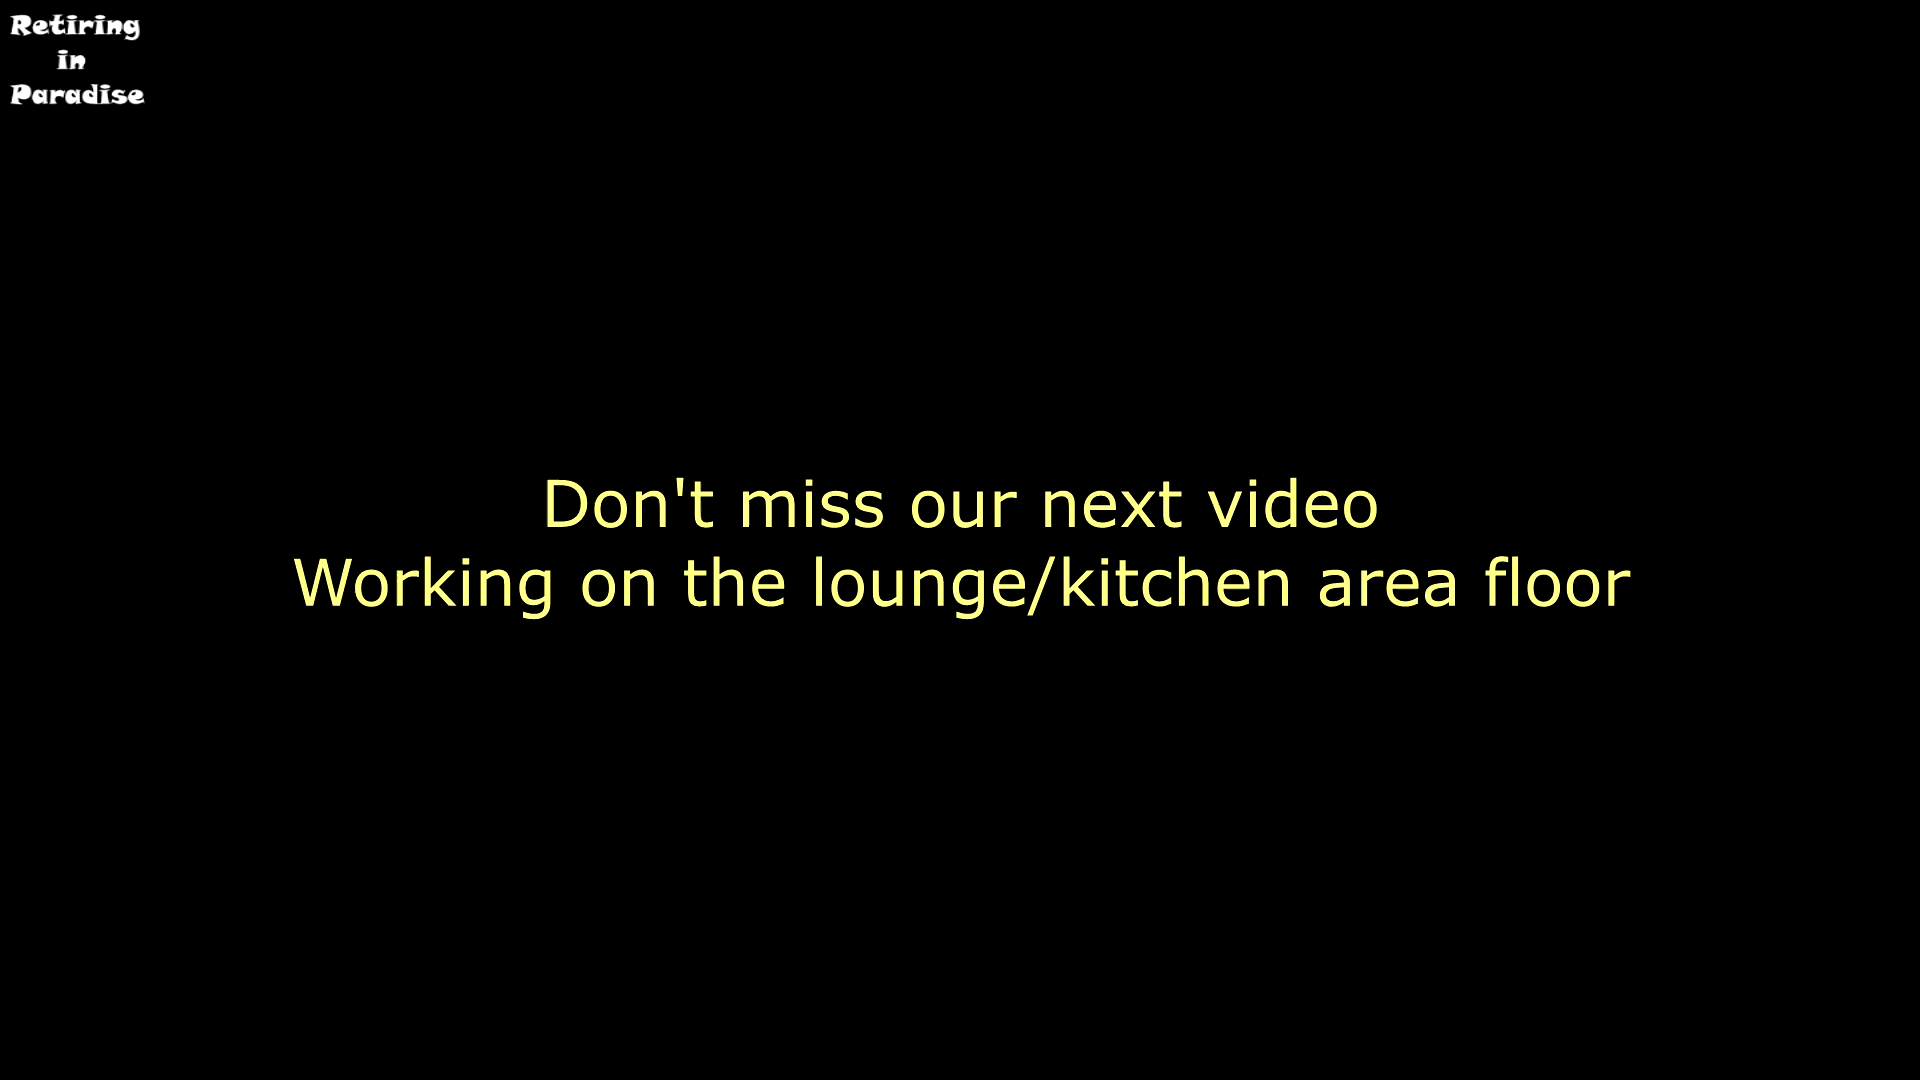 Retiring
in
Paradise
Don't miss our next video
Working on the lounge/kitchen area floor